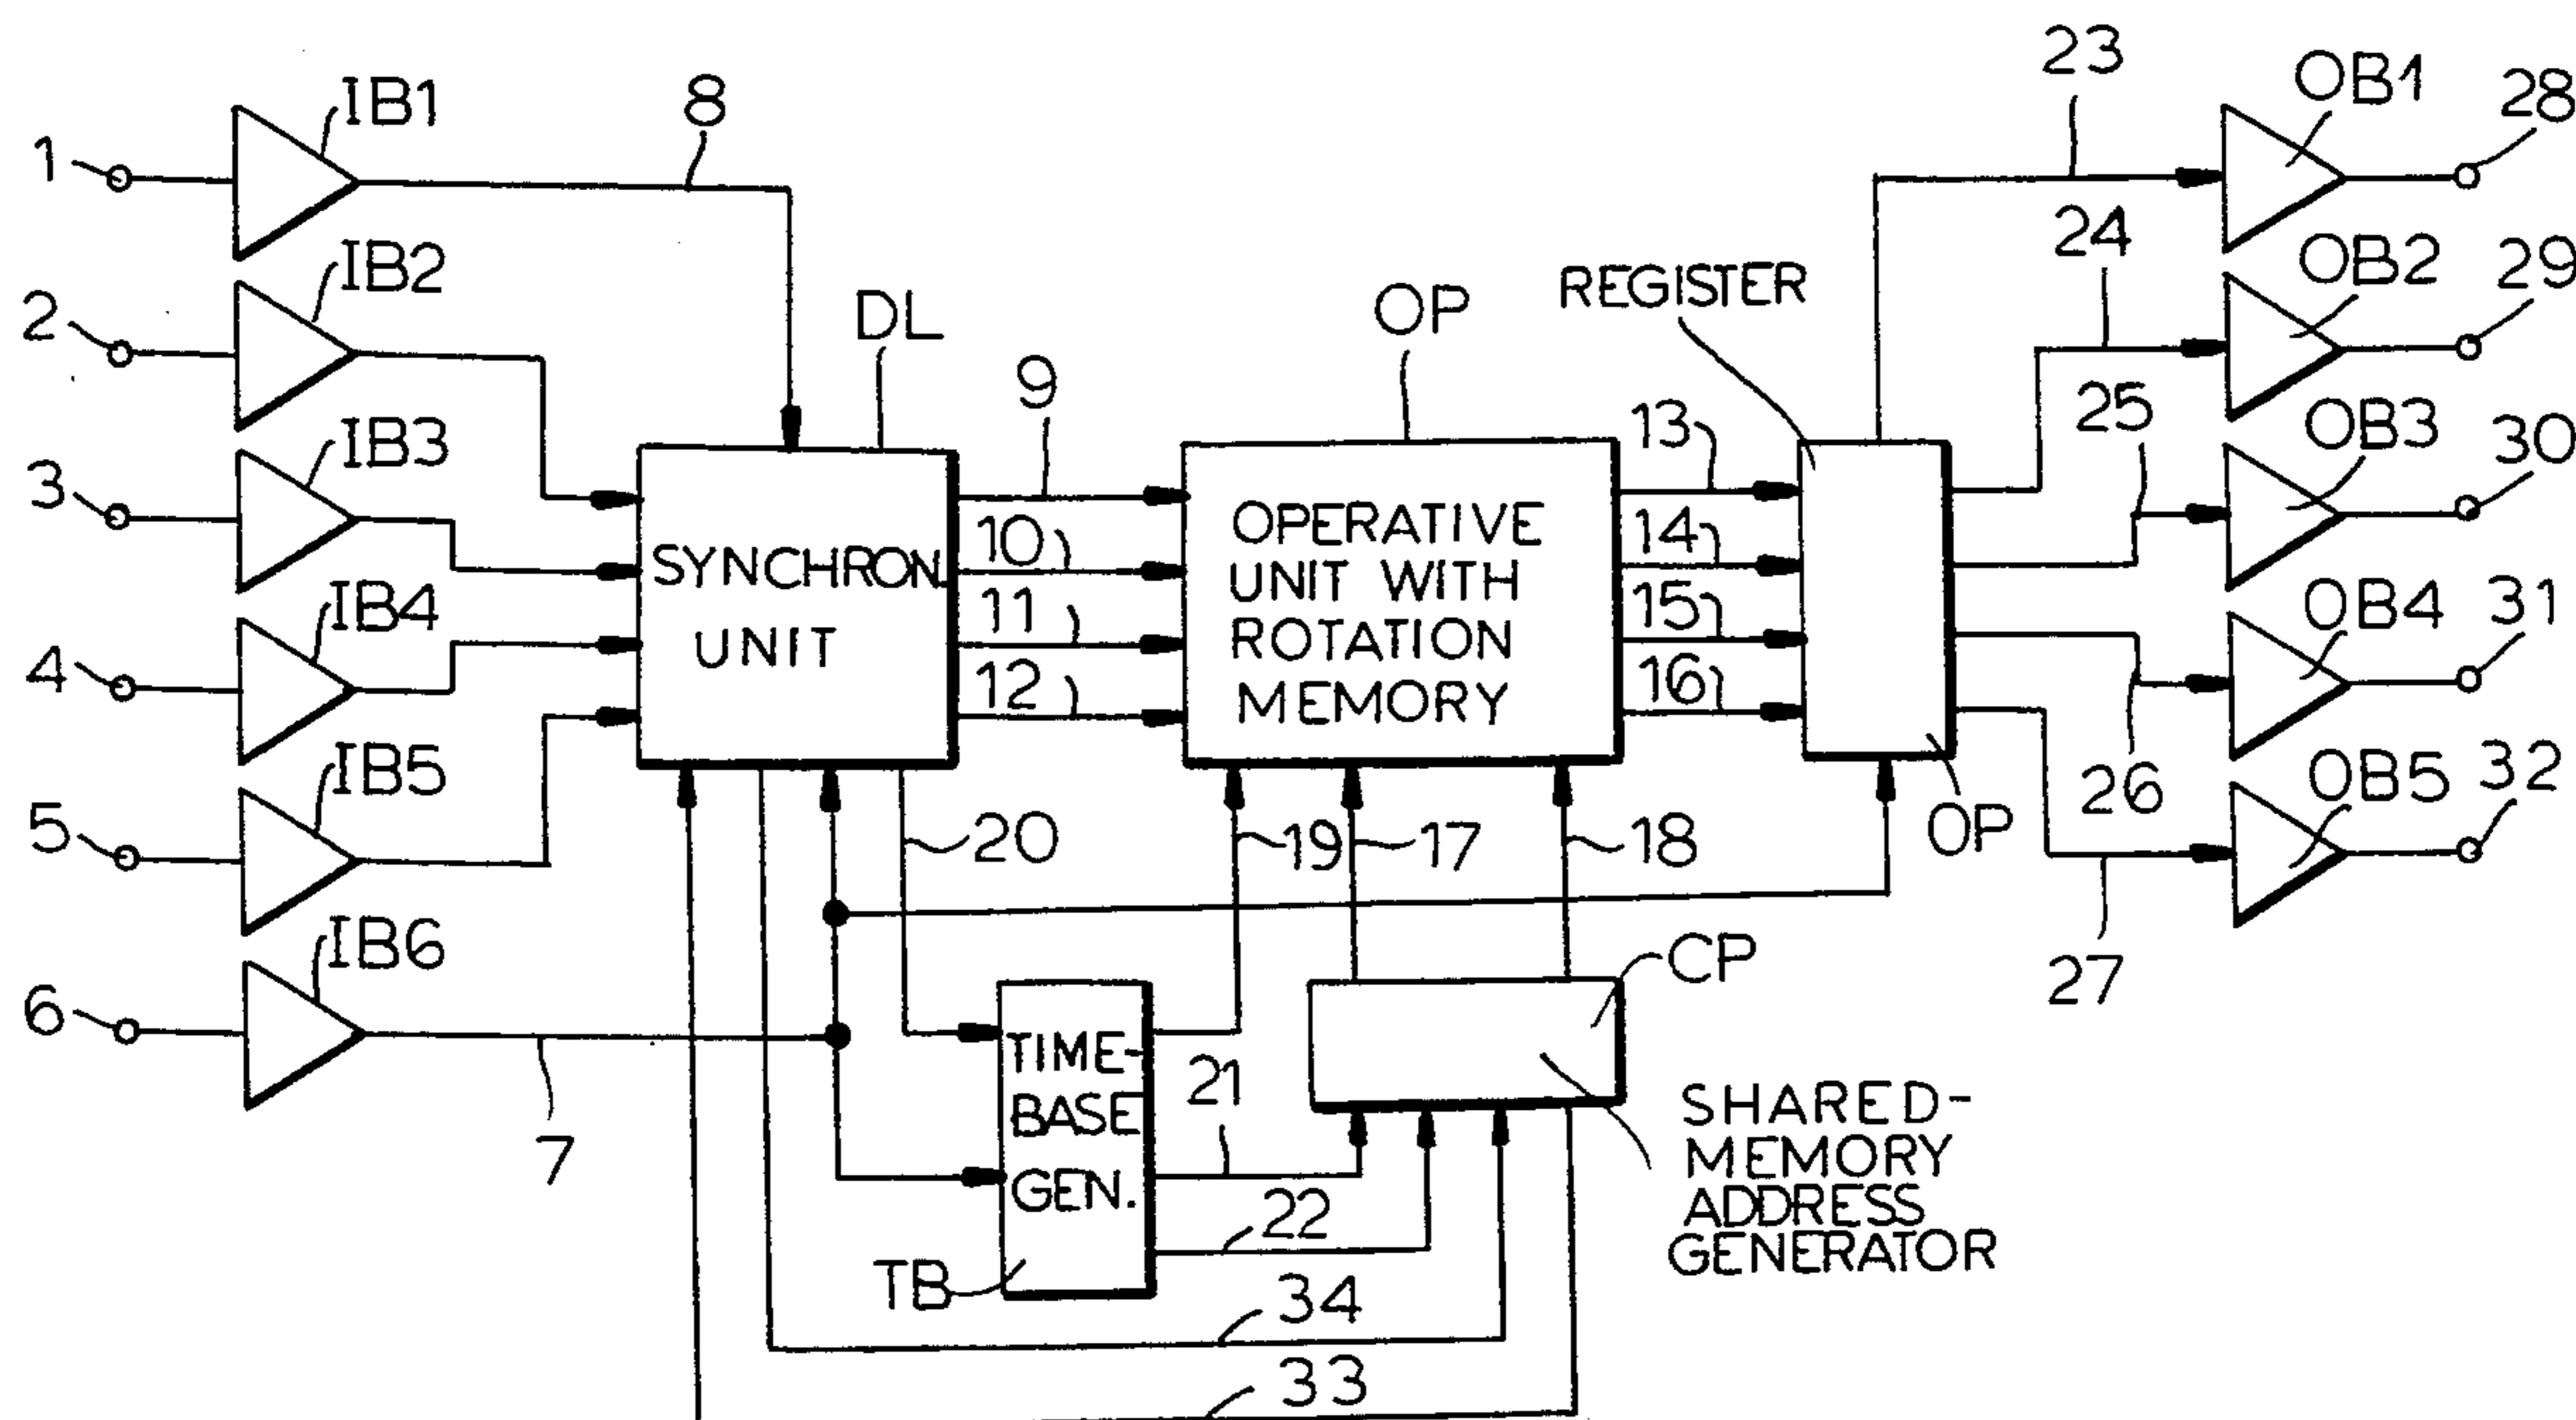 1
IB1
8
2
IB2
3
IB3
4
IB4
5
IB5
6
IB6
7
DL
SYNCHRON.
UNIT
9
10
11
12
OP
OPERATIVE
UNIT WITH
ROTATION
MEMORY
13
14
15
16
REGISTER
OP
20
19
17
18
TIME-
BASE
GEN.
TB
21
22
34
33
CP
SHARED-
MEMORY
ADDRESS
GENERATOR
23
24
25
26
27
OB1
28
OB2
29
OB3
30
OB4
31
OB5
32